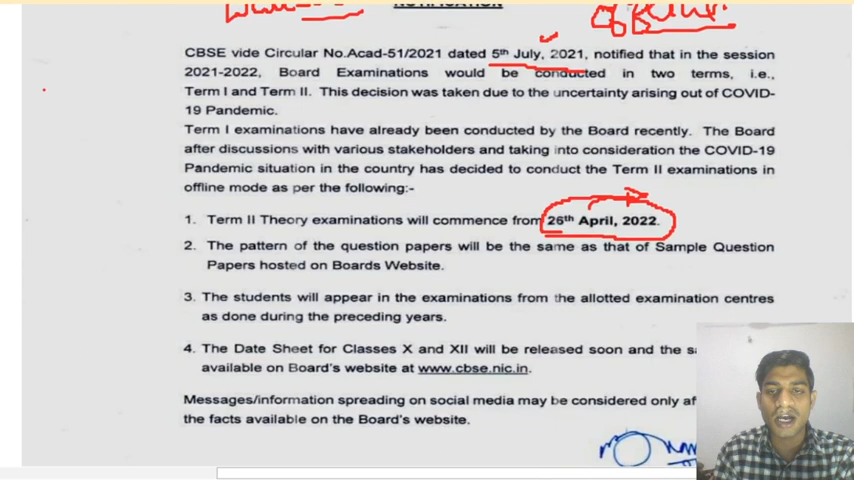 NOTIFICATION
CBSE vide Circular No.Acad-51/2021 dated 5th July, 2021, notified that in the session
2021-2022, Board Examinations would be conducted in two terms, i.e.,
Term I and Term II. This decision was taken due to the uncertainty arising out of COVID-
19 Pandemic.
Term I examinations have already been conducted by the Board recently. The Board
after discussions with various stakeholders and taking into consideration the COVID-19
Pandemic situation in the country has decided to conduct the Term II examinations in
offline mode as per the following:-
1. Term II Theory examinations will commence from 26th April, 2022.
2. The pattern of the question papers will be the same as that of Sample Question
Papers hosted on Boards Website.
3. The students will appear in the examinations from the allotted examination centres
as done during the preceding years.
4. The Date Sheet for Classes X and XII will be released soon and the
available on Board's website at www.cbse.nic.in.
Messages/information spreading on social media may be considered only
the facts available on the Board's website.